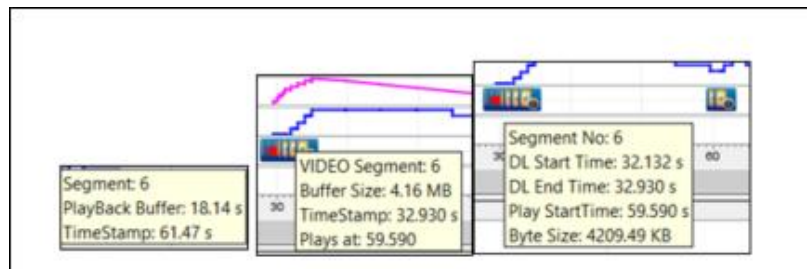 Segment: 6
PlayBack Buffer: 18.14 s
TimeStamp: 61.47 s
30
VIDEO Segment: 6
Buffer Size: 4.16 MB
TimeStamp: 32.930 s
Plays at: 59.590
60
Segment No: 6
DL Start Time: 32.132 s
DL End Time: 32.930 s
Play StartTime: 59.590 s
Byte Size: 4209.49 KB